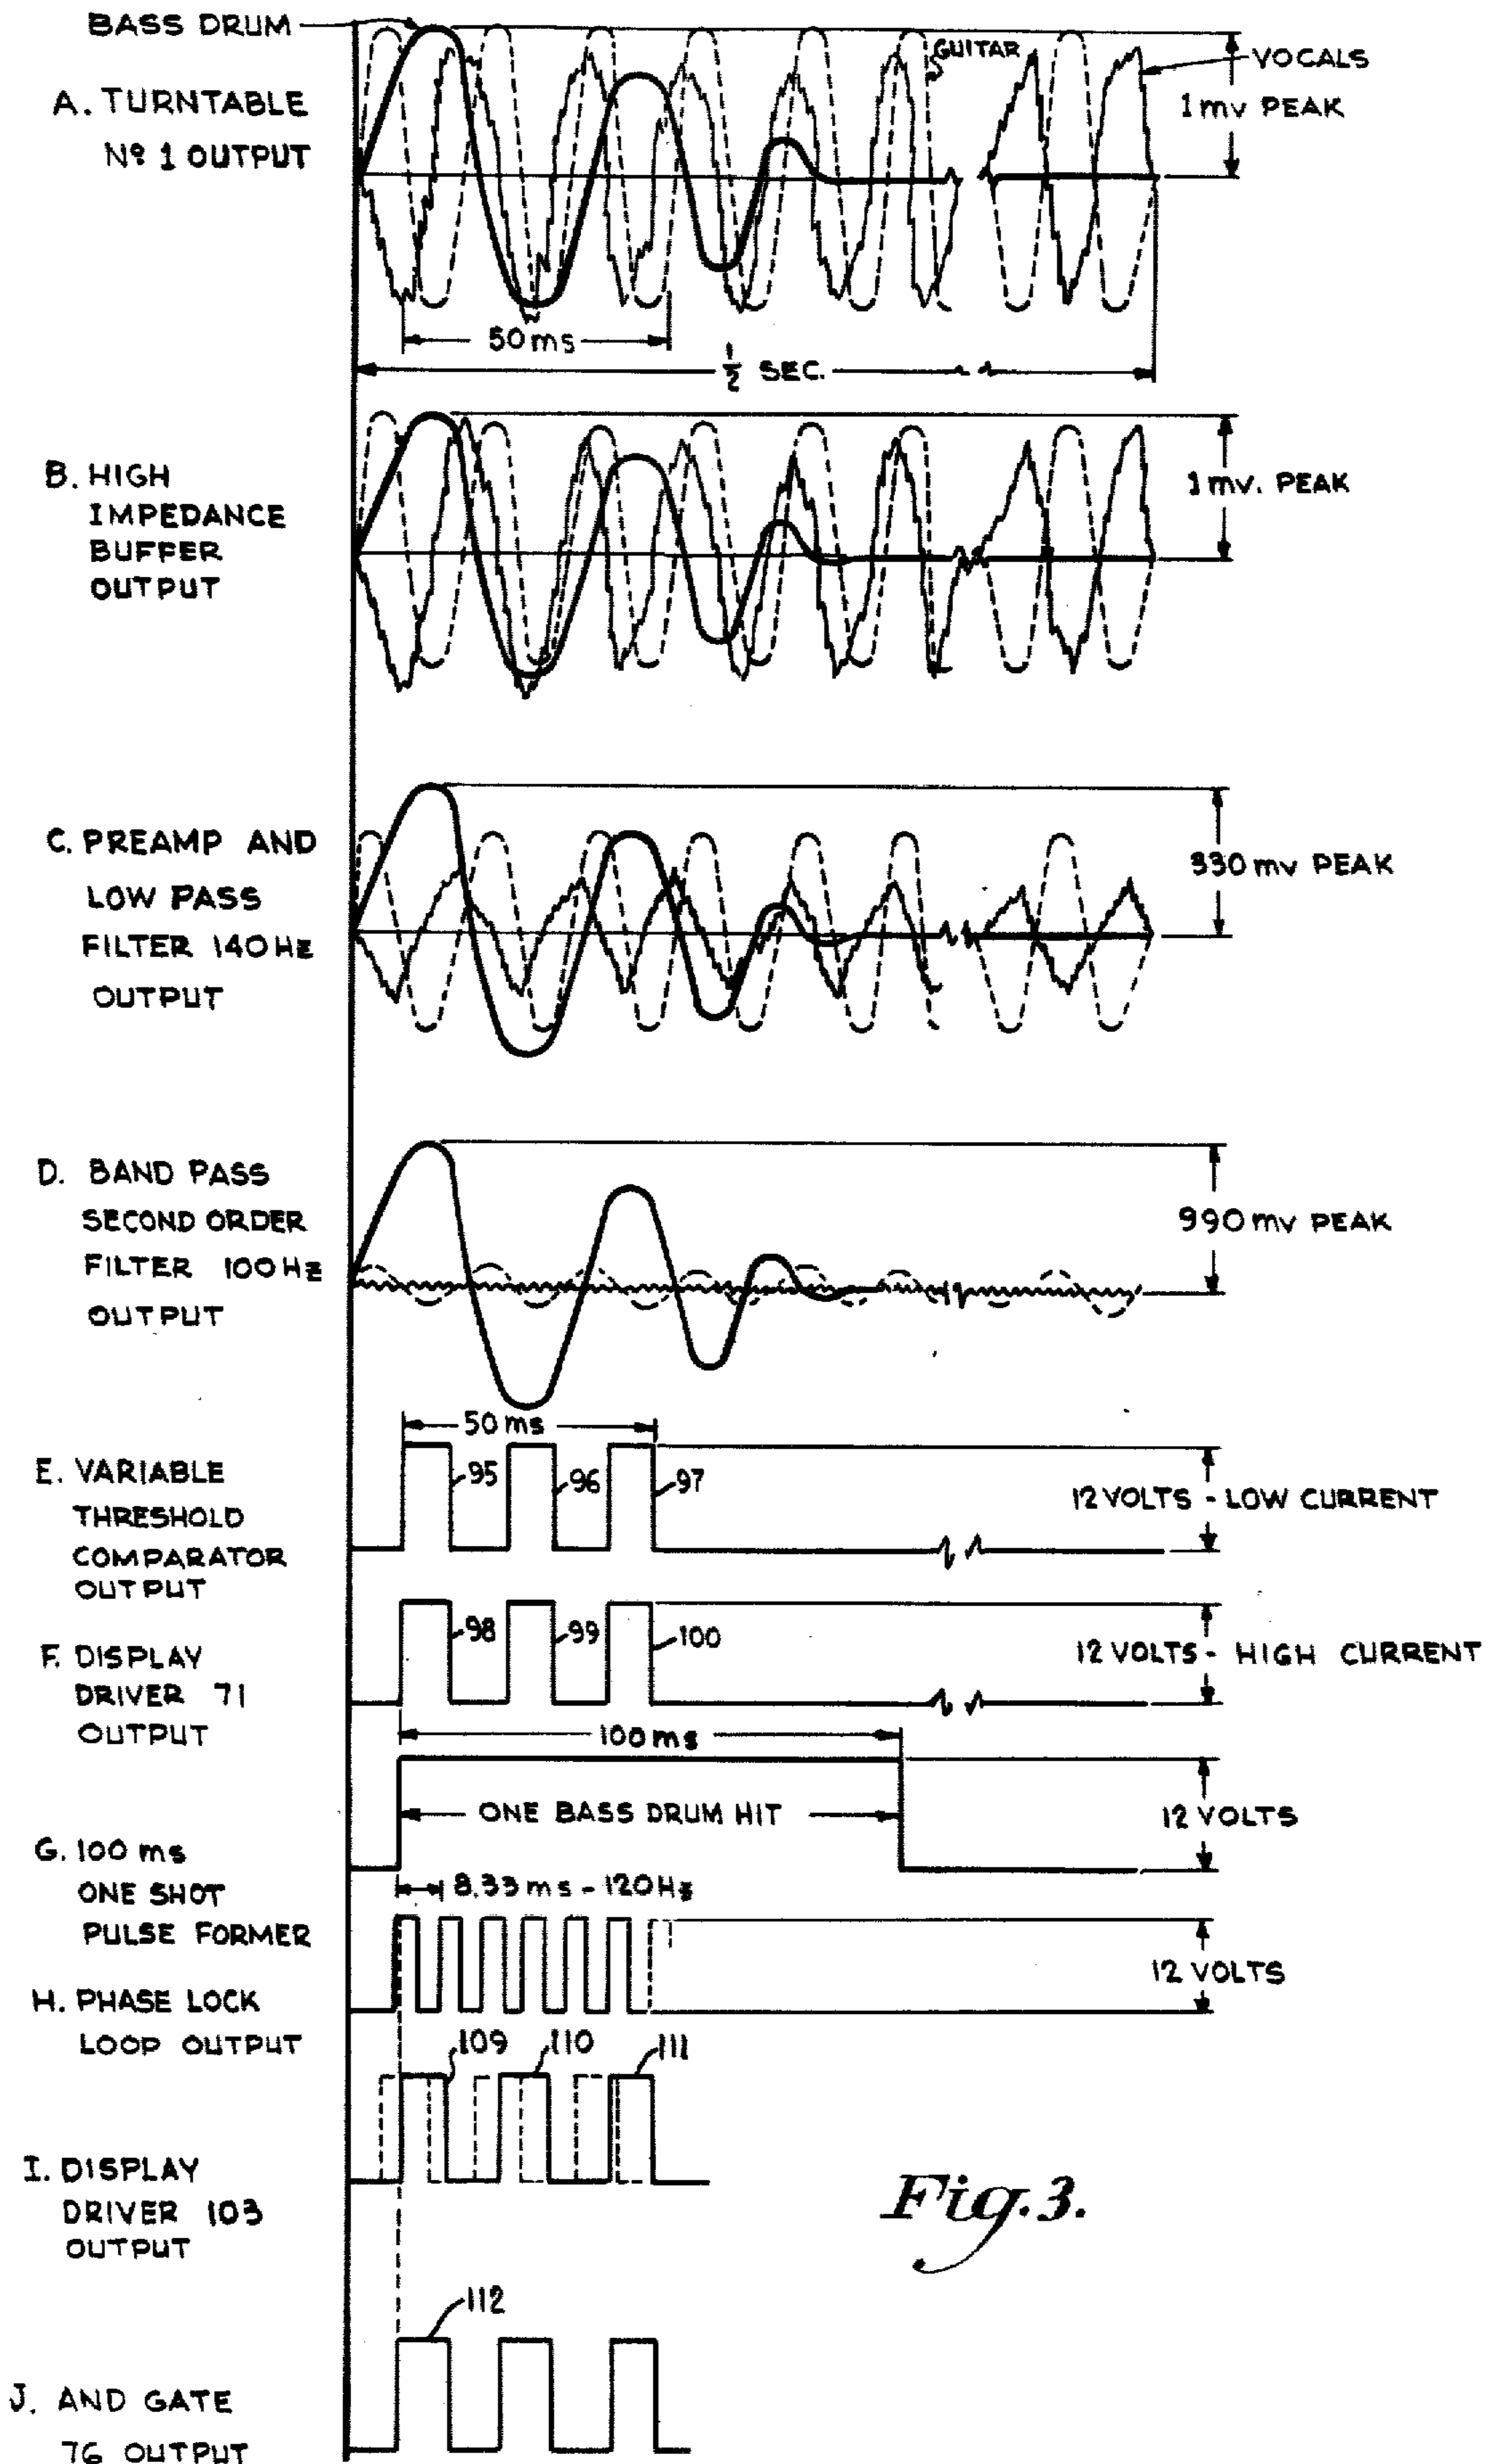 BASS DRUM
A. TURNTABLE
Nº 1 OUTPUT
GUITAR
VOCALS
1 mv PEAK
50 ms
1/2 SEC.
B. HIGH
IMPEDANCE
BUFFER
OUTPUT
1 mv. PEAK
C. PREAMP AND
LOW PASS
FILTER 140 Hz
OUTPUT
330 mv PEAK
D. BAND PASS
SECOND ORDER
FILTER 100 Hz
OUTPUT
990 mv PEAK
50 ms
E. VARIABLE
THRESHOLD
COMPARATOR
OUTPUT
95
96
97
12 VOLTS - LOW CURRENT
F. DISPLAY
DRIVER 71
OUTPUT
98
99
100
12 VOLTS - HIGH CURRENT
100 ms
ONE BASS DRUM HIT
12 VOLTS
G. 100 ms
ONE SHOT
PULSE FORMER
8.33 ms - 120 Hz
12 VOLTS
H. PHASE LOCK
LOOP OUTPUT
109
110
111
I. DISPLAY
DRIVER 103
OUTPUT
Fig. 3.
112
J. AND GATE
76 OUTPUT